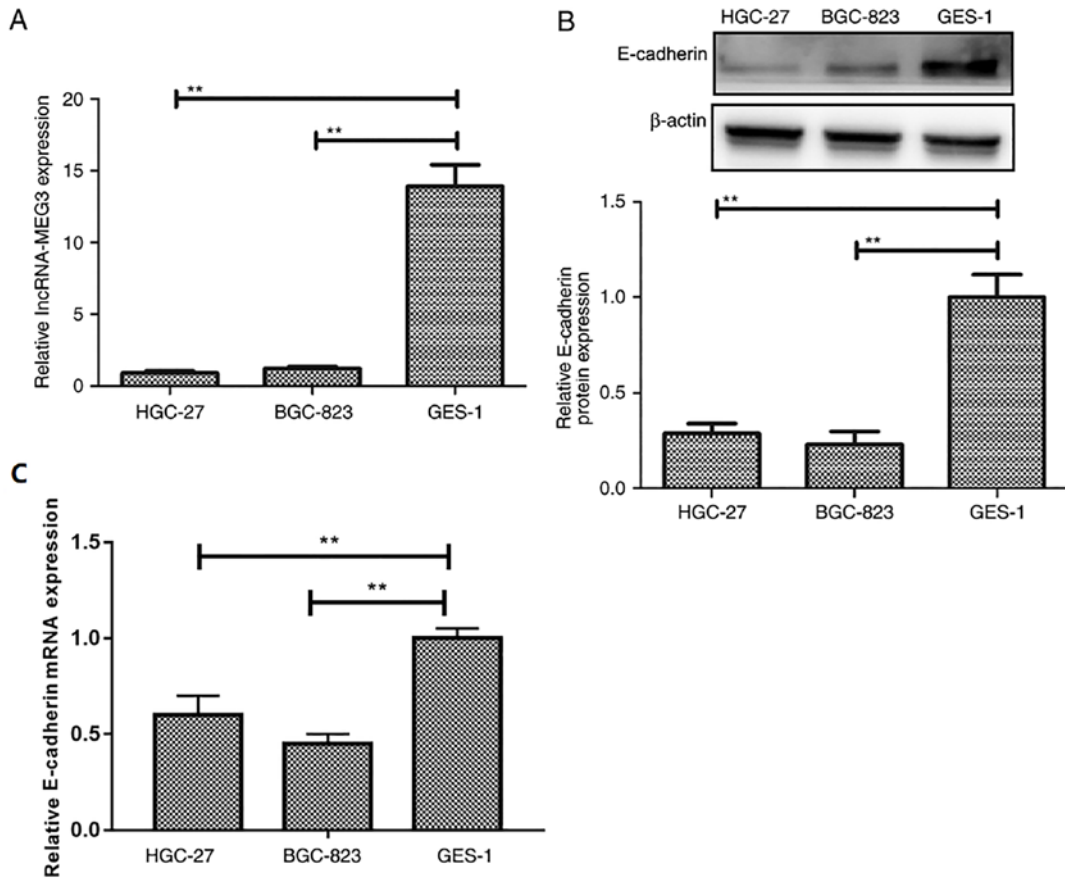 A
Relative lncRNA-MEG3 expression
20
15
10
5
0
**
**
HGC-27 BGC-823 GES-1
B
HGC-27 BGC-823 GES-1
E-cadherin
β-actin
Relative E-cadherin
protein expression
1.5
1.0
0.5
0.0
**
**
HGC-27 BGC-823 GES-1
C
Relative E-cadherin mRNA expression
1.5
1.0
0.5
0.0
**
**
HGC-27 BGC-823 GES-1